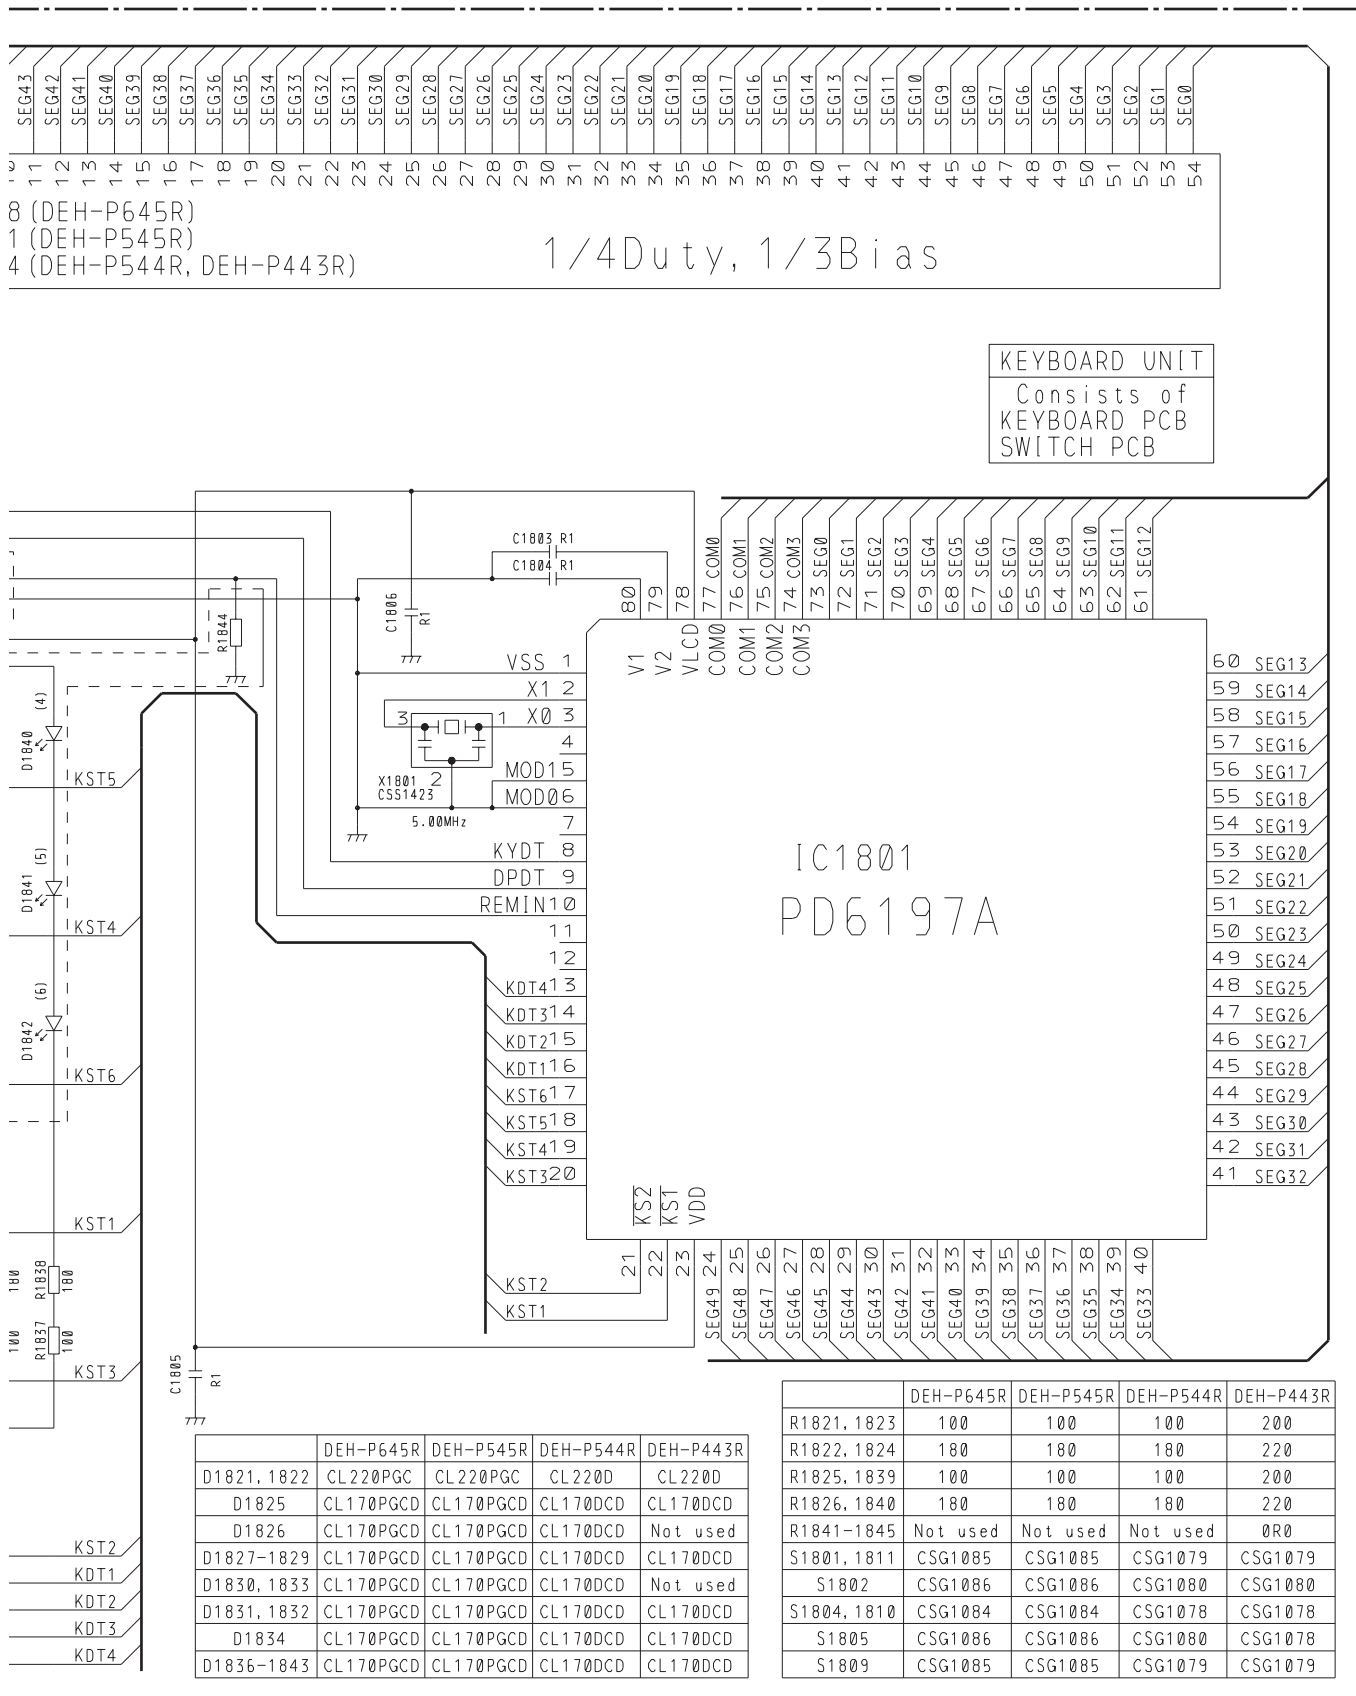 SEG43 SEG42 SEG41 SEG40 SEG39 SEG38 SEG37 SEG36 SEG35 SEG34 SEG33 SEG32 SEG31 SEG30 SEG29 SEG28 SEG27 SEG26 SEG25 SEG24 SEG23 SEG22 SEG21 SEG20 SEG19 SEG18 SEG17 SEG16 SEG15 SEG14 SEG12 SEG11 SEG10 SEG9 SEG8 SEG7 SEG6 SEG5 SEG4 SEG3 SEG2 SEG1 SEG0
11 12 13 14 15 16 17 18 19 20 21 22 23 24 25 26 27 28 29 30 31 32 33 34 35 36 37 38 39 40 41 42 43 44 45 46 47 48 49 50 51 52 53 54
8 (DEH-P645R)
1 (DEH-P545R)
4 (DEH-P544R, DEH-P443R)
1/4Duty, 1/3Bias
KEYBOARD UNIT
Consists of
KEYBOARD PCB
SWITCH PCB
C1803 R1
C1804 R1
C1806 R1
R1844
80 79 78 77 COM0 76 COM1 75 COM2 74 COM3 73 SEG0 72 SEG1 71 SEG2 70 SEG3 69 SEG4 68 SEG5 67 SEG6 66 SEG7 65 SEG8 64 SEG9 63 SEG10 62 SEG11 61 SEG12
V1 V2 VLCD COM0 COM1 COM2 COM3
VSS 1
X1 2
X0 3
4
MOD1 5
MOD0 6
7
KYDT 8
DPDT 9
REMIN 10
11
12
KDT4 13
KDT3 14
KDT2 15
KDT1 16
KST6 17
KST5 18
KST4 19
KST3 20
3 1
X1801 2
CSS1423
5.00MHz
IC1801
PD6197A
60 SEG13
59 SEG14
58 SEG15
57 SEG16
56 SEG17
55 SEG18
54 SEG19
53 SEG20
52 SEG21
51 SEG22
50 SEG23
49 SEG24
48 SEG25
47 SEG26
46 SEG27
45 SEG28
44 SEG29
43 SEG30
42 SEG31
41 SEG32
KS2 KS1 VDD
21 22 23 24 25 26 27 28 29 30 31 32 33 34 35 36 37 38 39 40
SEG49 SEG48 SEG47 SEG46 SEG45 SEG44 SEG43 SEG42 SEG41 SEG40 SEG39 SEG38 SEG37 SEG36 SEG35 SEG34 SEG33
KST2
KST1
D1840 (4)
KST5
D1841 (5)
KST4
D1842 (6)
KST6
KST1
180 R1838 180
100 R1837 100
KST3
C1805 R1
KST2
KDT1
KDT2
KDT3
KDT4
DEH-P645R DEH-P545R DEH-P544R DEH-P443R
D1821, 1822 CL220PGC CL220PGC CL220D CL220D
D1825 CL170PGCD CL170PGCD CL170DCD CL170DCD
D1826 CL170PGCD CL170PGCD CL170DCD Not used
D1827-1829 CL170PGCD CL170PGCD CL170DCD CL170DCD
D1830, 1833 CL170PGCD CL170PGCD CL170DCD Not used
D1831, 1832 CL170PGCD CL170PGCD CL170DCD CL170DCD
D1834 CL170PGCD CL170PGCD CL170DCD CL170DCD
D1836-1843 CL170PGCD CL170PGCD CL170DCD CL170DCD
DEH-P645R DEH-P545R DEH-P544R DEH-P443R
R1821, 1823 100 100 100 200
R1822, 1824 180 180 180 220
R1825, 1839 100 100 100 200
R1826, 1840 180 180 180 220
R1841-1845 Not used Not used Not used 0R0
S1801, 1811 CSG1085 CSG1085 CSG1079 CSG1079
S1802 CSG1086 CSG1086 CSG1080 CSG1080
S1804, 1810 CSG1084 CSG1084 CSG1078 CSG1078
S1805 CSG1086 CSG1086 CSG1080 CSG1078
S1809 CSG1085 CSG1085 CSG1079 CSG1079